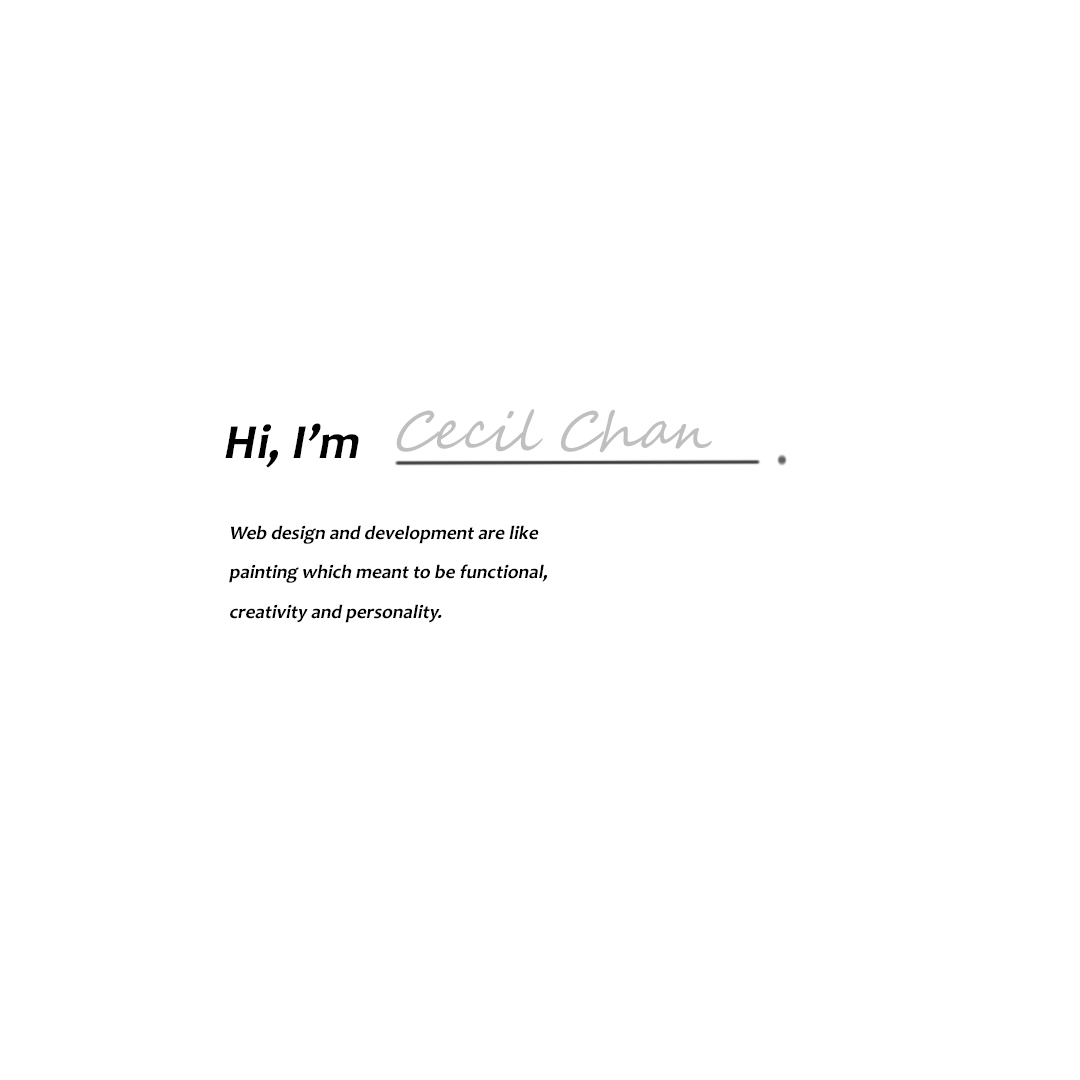 Hi, I’m Cecil Chan.
Web design and development are like
painting which meant to be functional,
creativity and personality.